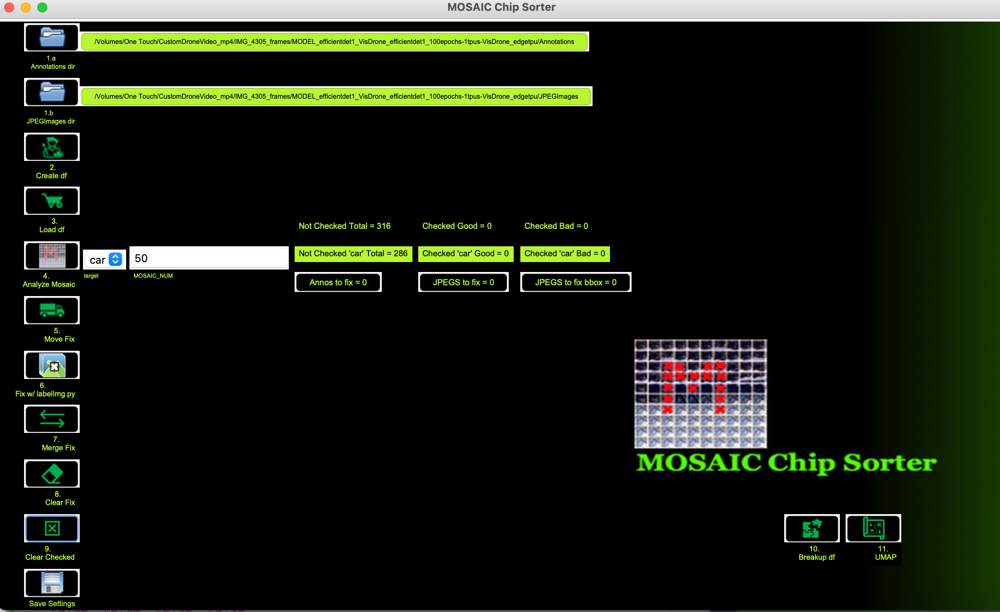 MOSAIC Chip Sorter
/Volumes/One Touch/CustomDroneVideo_mp4/IMG_4305_frames/MODEL_efficientdet1_VisDrone_efficientdet1_100epochs-1tpus-VisDrone_edgetpu/Annotations
1.a
Annotations dir
/Volumes/One Touch/CustomDroneVideo_mp4/IMG_4305_frames/MODEL_efficientdet1_VisDrone_efficientdet1_100epochs-1tpus-VisDrone_edgetpu/JPEGImages
1.b
JPEGImages dir
2.
Create df
3.
Load df
Not Checked Total = 316 Checked Good = 0 Checked Bad = 0
car 50 Not Checked 'car' Total = 286 Checked 'car' Good = 0 Checked 'car' Bad = 0
target MOSAIC_NUM
4.
Analyze Mosaic
Annos to fix = 0 JPEGS to fix = 0 JPEGS to fix bbox = 0
5.
Move Fix
6.
Fix w/ labelImg.py
7.
Merge Fix
MOSAIC Chip Sorter
8.
Clear Fix
9.
Clear Checked
10.
Breakup df
11.
UMAP
Save Settings